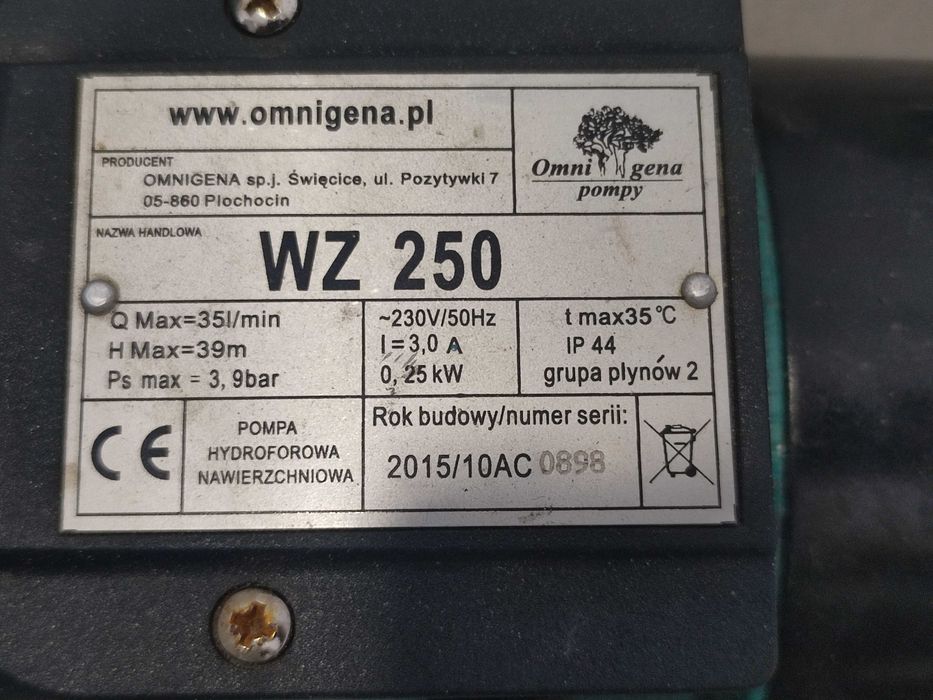 www.omnigena.pl
Omni gena
pompy
PRODUCENT
OMNIGENA sp.j. Święcice, ul. Pozytywki 7
05-860 Plochocin
NAZWA HANDLOWA
WZ 250
Q Max=35l/min
H Max=39m
Ps max = 3, 9bar
~230V/50Hz
I=3,0 A
0, 25 kW
t max35°C
IP 44
grupa plynów 2
CE
POMPA
HYDROFOROWA
NAWIERZCHNIOWA
Rok budowy/numer serii:
2015/10AC 0898